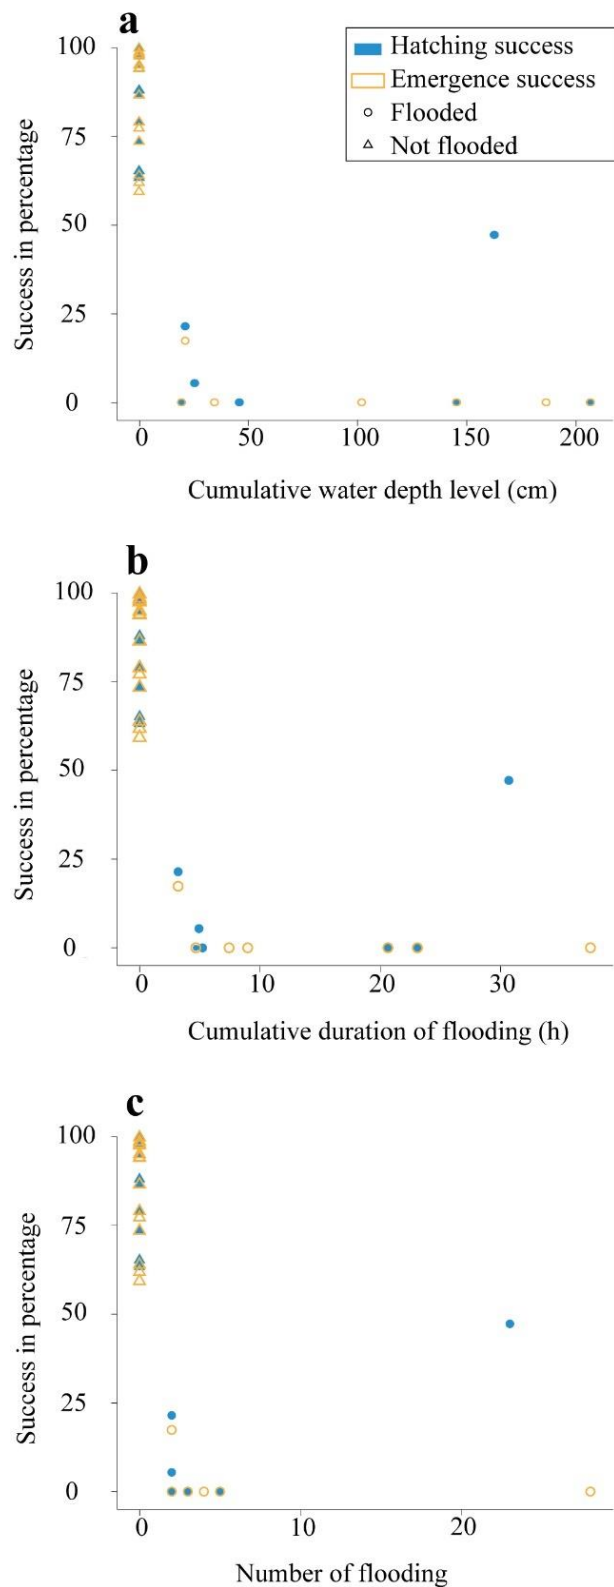 a
Hatching success
Emergence success
Flooded
Not flooded
Success in percentage
100
75
50
25
0
0
50
100
150
200
Cumulative water depth level (cm)
b
Success in percentage
100
75
50
25
0
0
10
20
30
Cumulative duration of flooding (h)
c
Success in percentage
100
75
50
25
0
0
10
20
Number of flooding